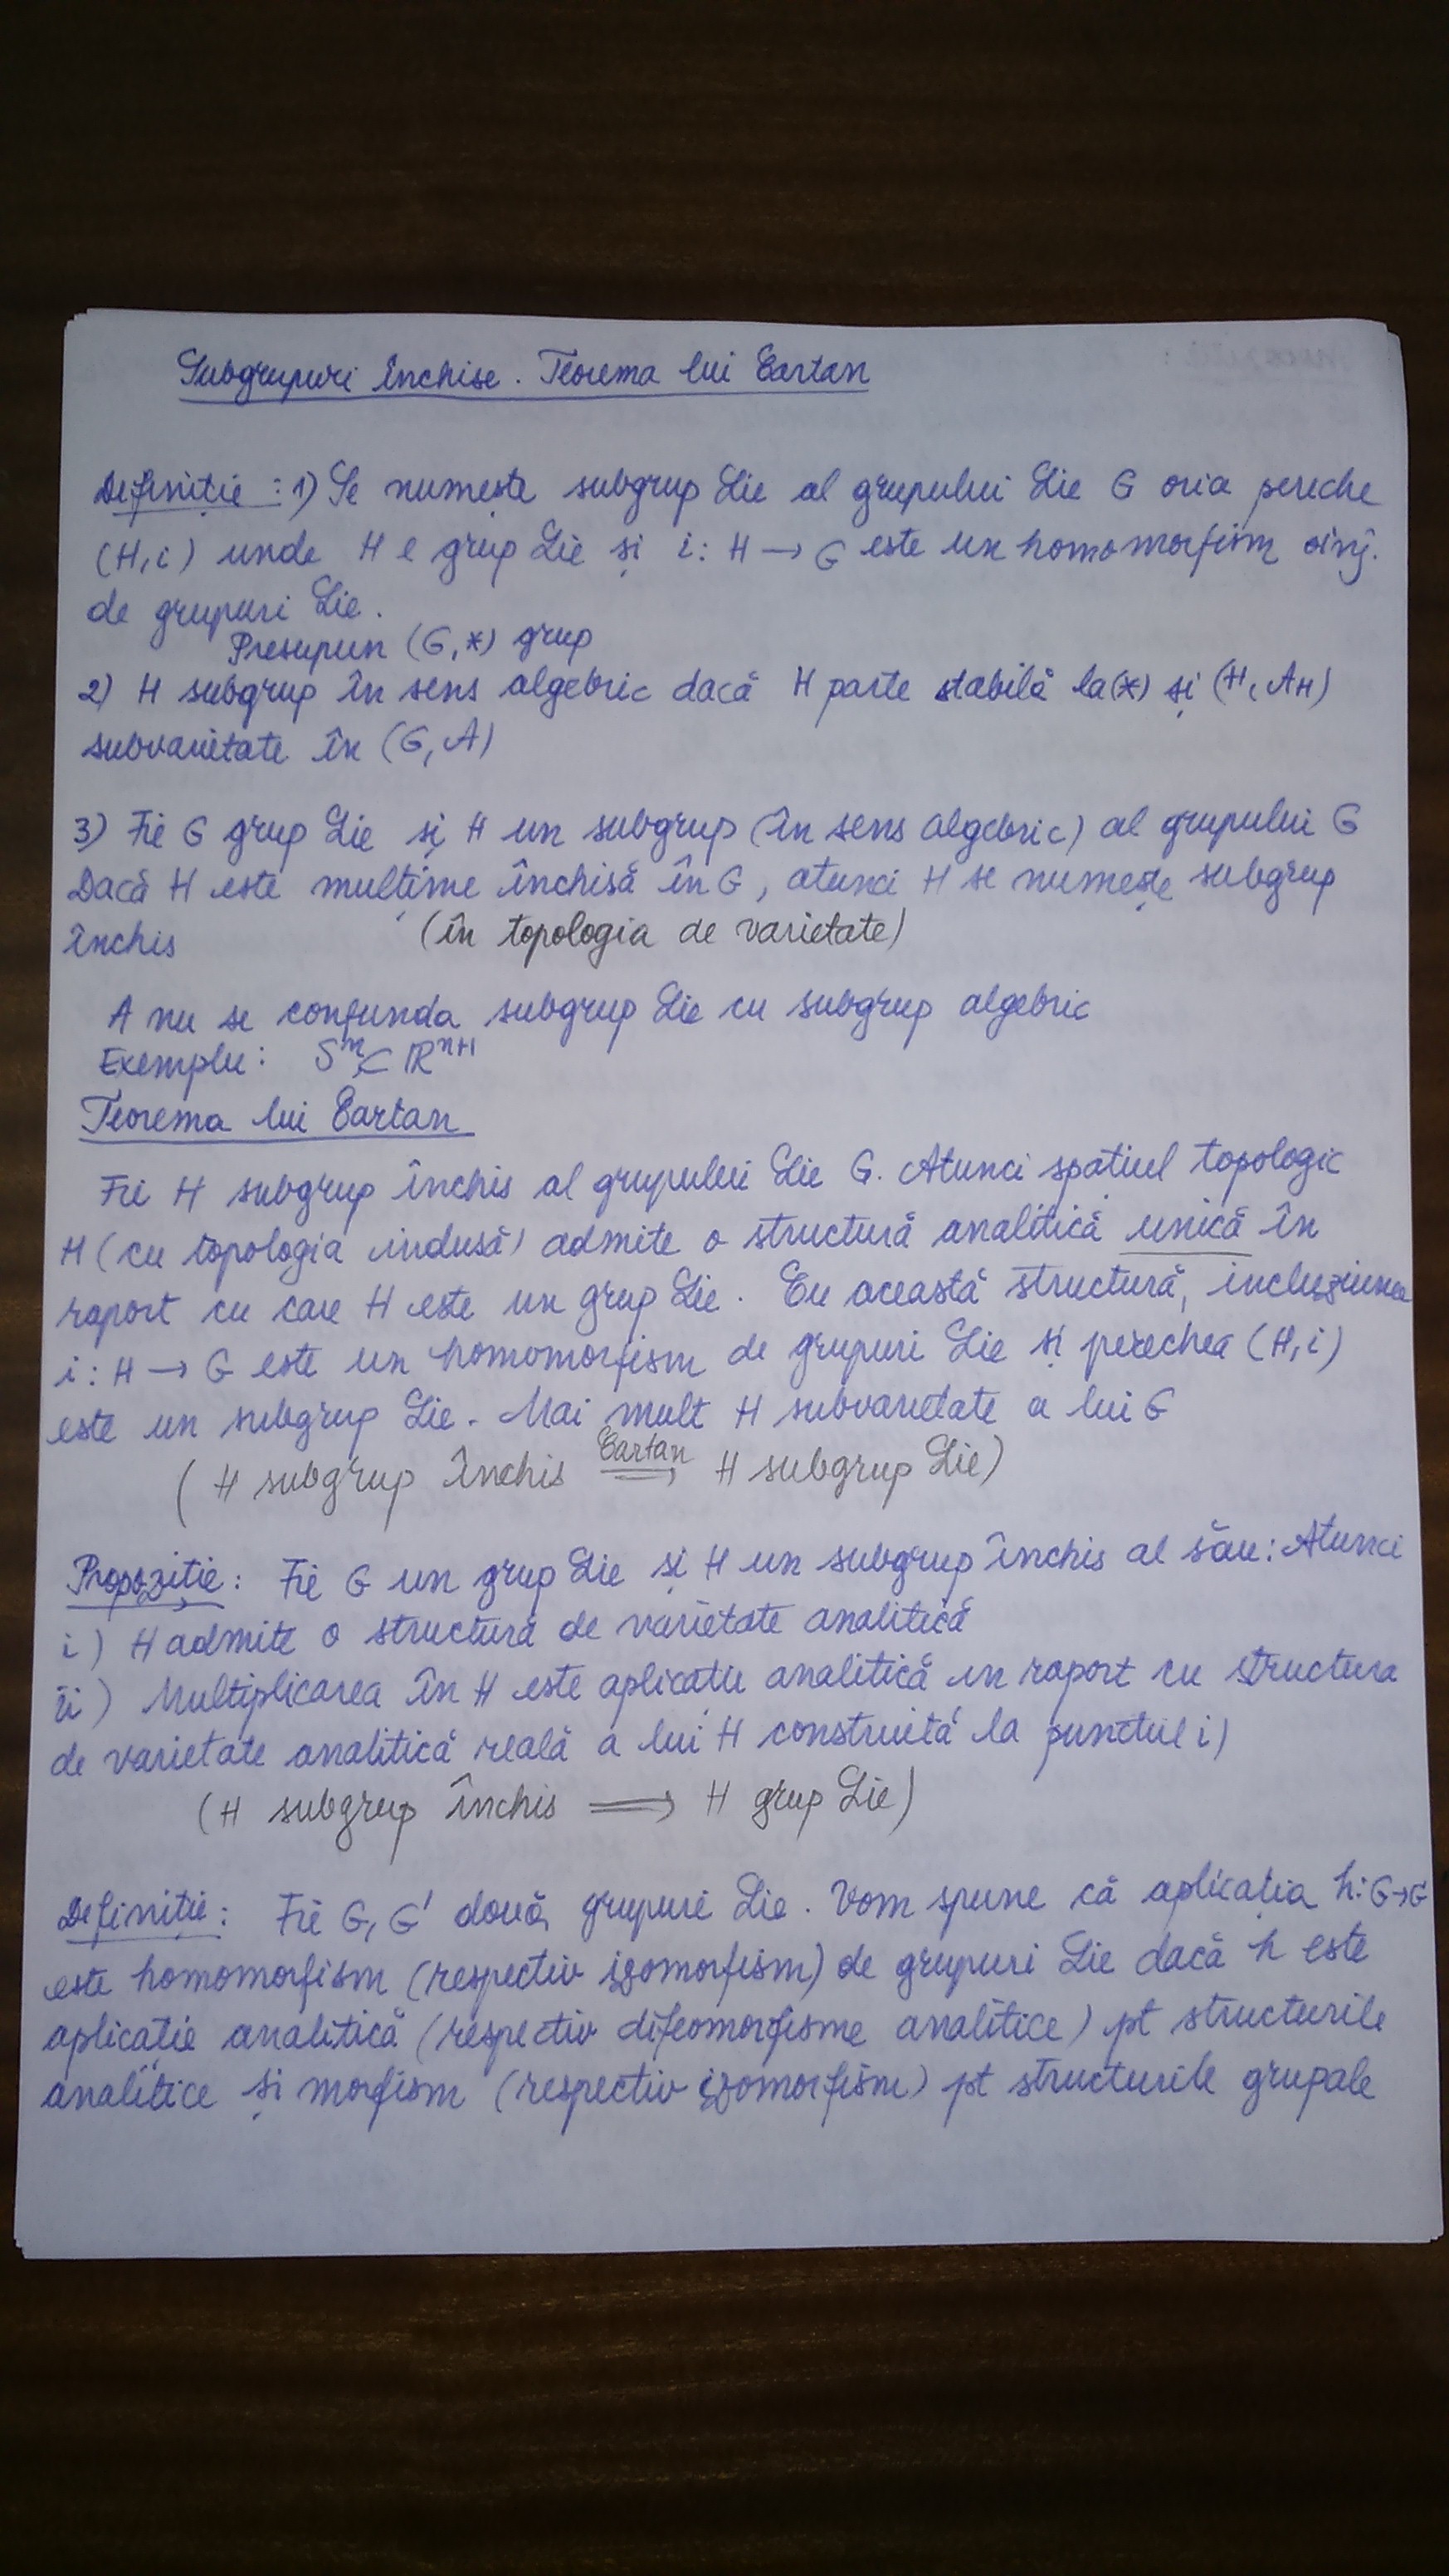 Subgrupuri închise. Teorema lui Cartan
Definiție: 1) Se numește subgrup Lie al grupului Lie G orice pereche
(H, i) unde H e grup Lie și i: H → G este un homomorfism inj.
de grupuri Lie.
Presupun (G, *) grup
2) H subgrup în sens algebric dacă H parte stabilă la (*) și (H, A_H)
subvarietate în (G, A)
3) Fie G grup Lie și H un subgrup (în sens algebric) al grupului G
Dacă H este mulțime închisă în G, atunci H se numește subgrup
închis (în topologia de varietate)
A nu se confunda subgrup Lie cu subgrup algebric
Exemplu: Sⁿ ⊂ ℝⁿ⁺¹
Teorema lui Cartan
Fie H subgrup închis al grupului Lie G. Atunci spațiul topologic
H (cu topologia indusă) admite o structură analitică unică în
raport cu care H este un grup Lie. Cu această structură, incluziunea
i: H → G este un homomorfism de grupuri Lie și perechea (H, i)
este un subgrup Lie. Mai mult H subvarietate a lui G
(H subgrup închis ⟹ Cartan H subgrup Lie)
Propoziție: Fie G un grup Lie și H un subgrup închis al său: Atunci
i) H admite o structură de varietate analitică
ii) Multiplicarea în H este aplicație analitică în raport cu structura
de varietate analitică reală a lui H construită la punctul i)
(H subgrup închis ⟹ H grup Lie)
Definiție: Fie G, G' două grupuri Lie. Vom spune că aplicația h: G→G'
este homomorfism (respectiv izomorfism) de grupuri Lie dacă h este
aplicație analitică (respectiv difeomorfisme analitice) pt structurile
analitice și morfism (respectiv izomorfism) pt structurile grupale